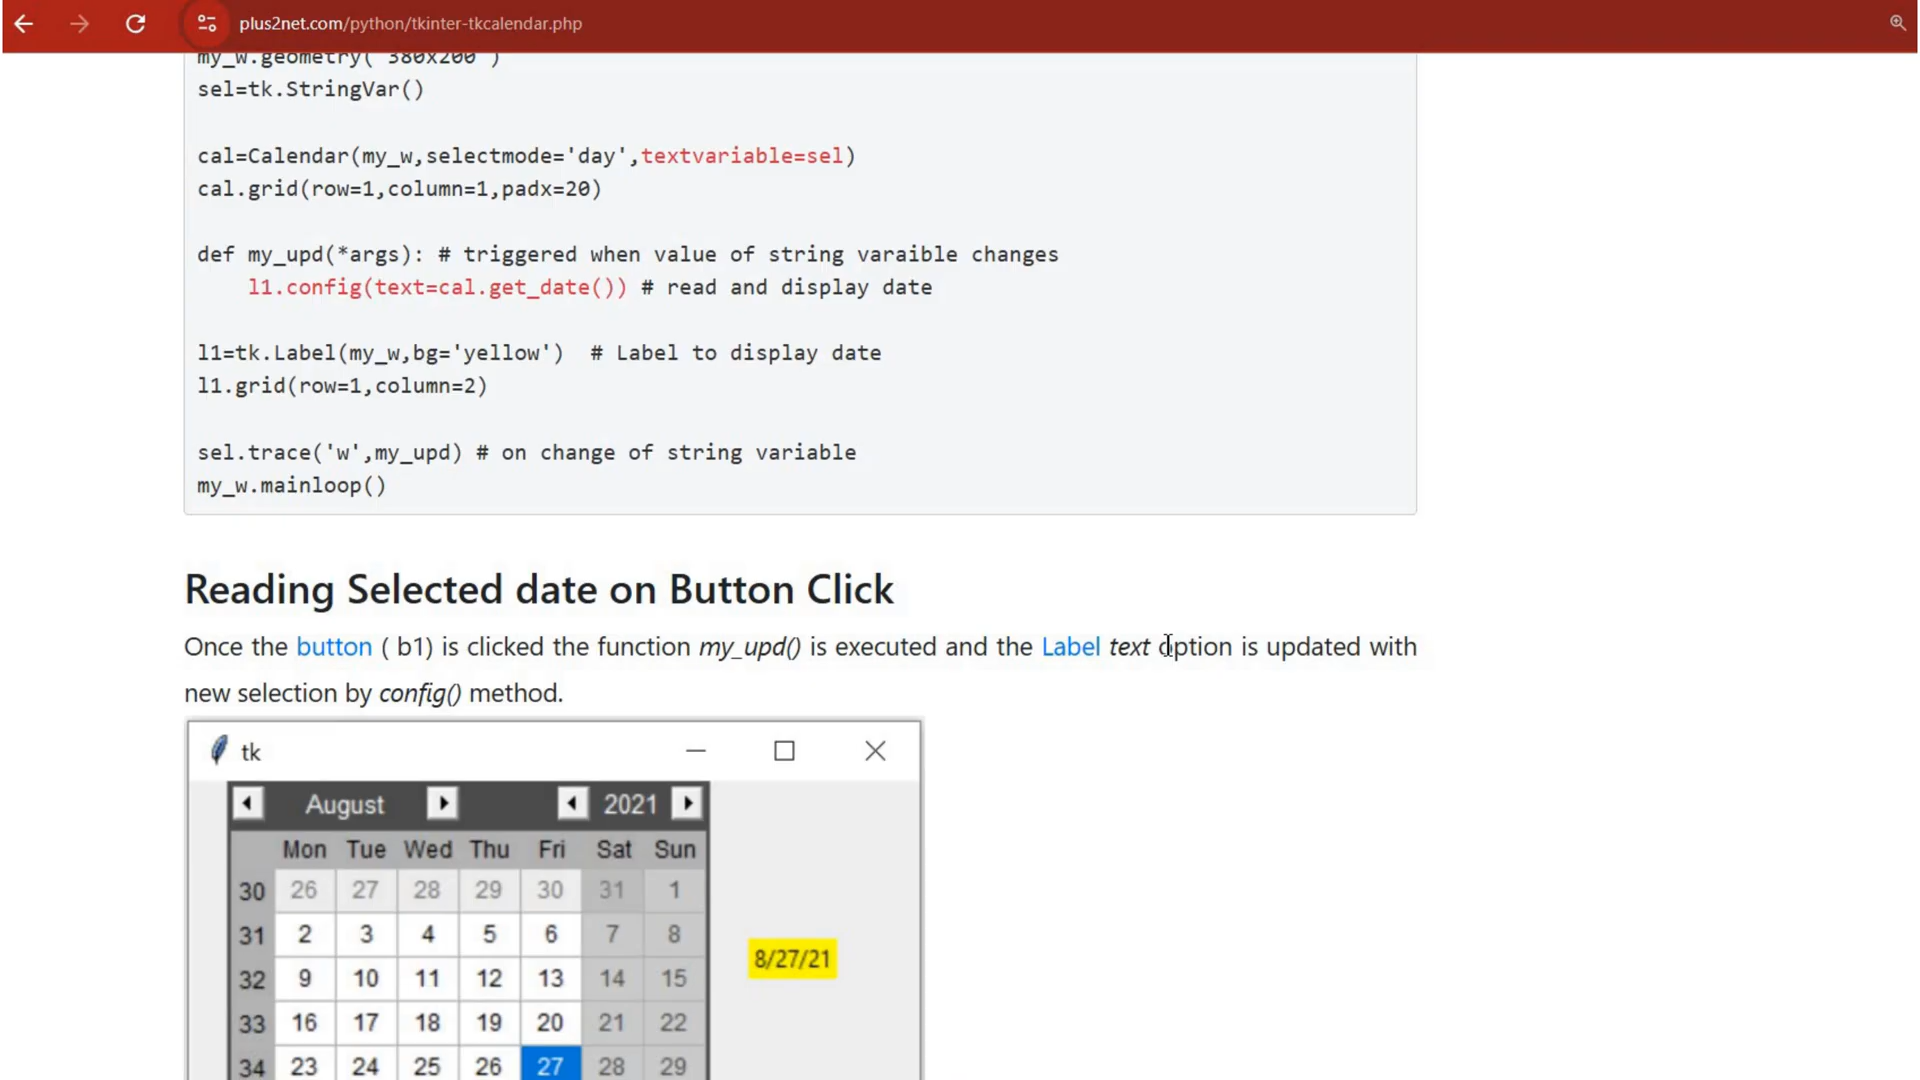 plus2net.com/python/tkinter-tkcalendar.php
my_w.geometry("380x200")
sel=tk.StringVar()
cal=Calendar(my_w,selectmode='day',textvariable=sel)
cal.grid(row=1,column=1,padx=20)
def my_upd(*args): # triggered when value of string varaible changes
l1.config(text=cal.get_date()) # read and display date
l1=tk.Label(my_w,bg='yellow')  # Label to display date
l1.grid(row=1,column=2)
sel.trace('w',my_upd) # on change of string variable
my_w.mainloop()
Reading Selected date on Button Click
Once the button ( b1) is clicked the function my_upd() is executed and the Label text option is updated with
new selection by config() method.
tk
August 2021
Mon Tue Wed Thu Fri Sat Sun
30 26 27 28 29 30 31 1
31 2 3 4 5 6 7 8
32 9 10 11 12 13 14 15
8/27/21
33 16 17 18 19 20 21 22
34 23 24 25 26 27 28 29